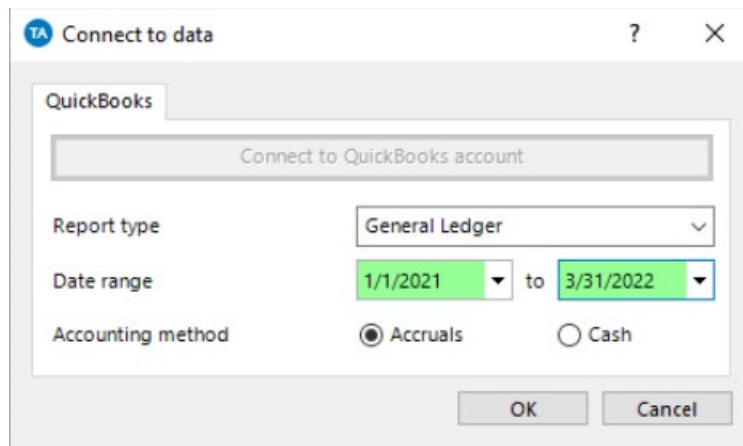 TA Connect to data ? X
QuickBooks
Connect to QuickBooks account
Report type General Ledger
Date range 1/1/2021 to 3/31/2022
Accounting method Accruals Cash
OK Cancel